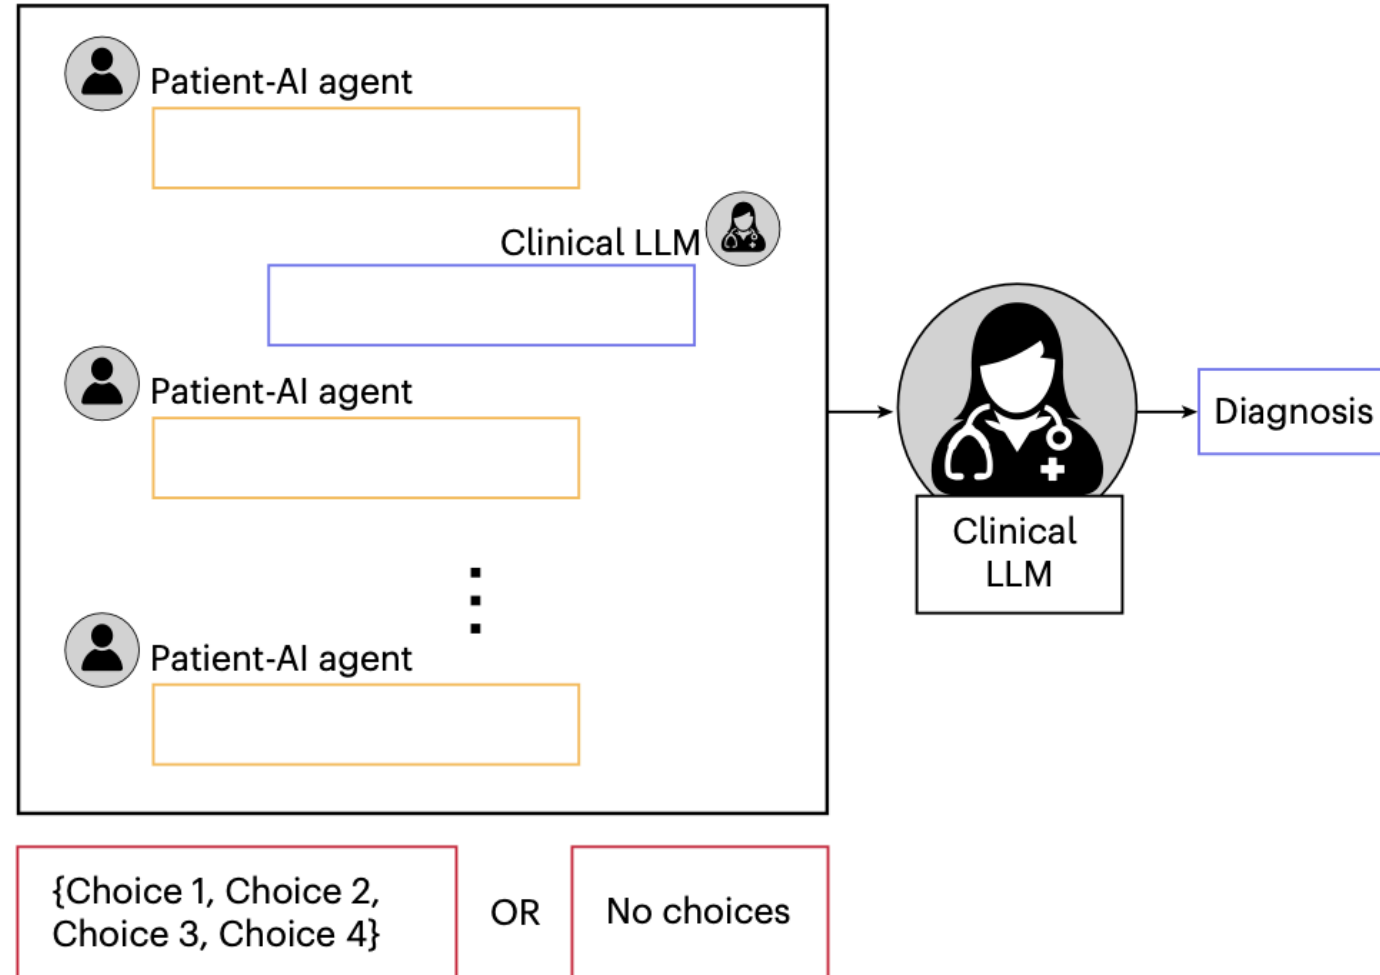 Patient-AI agent
Clinical LLM
Patient-AI agent
Patient-AI agent
Clinical
LLM
Diagnosis
{Choice 1, Choice 2,
Choice 3, Choice 4}
OR
No choices